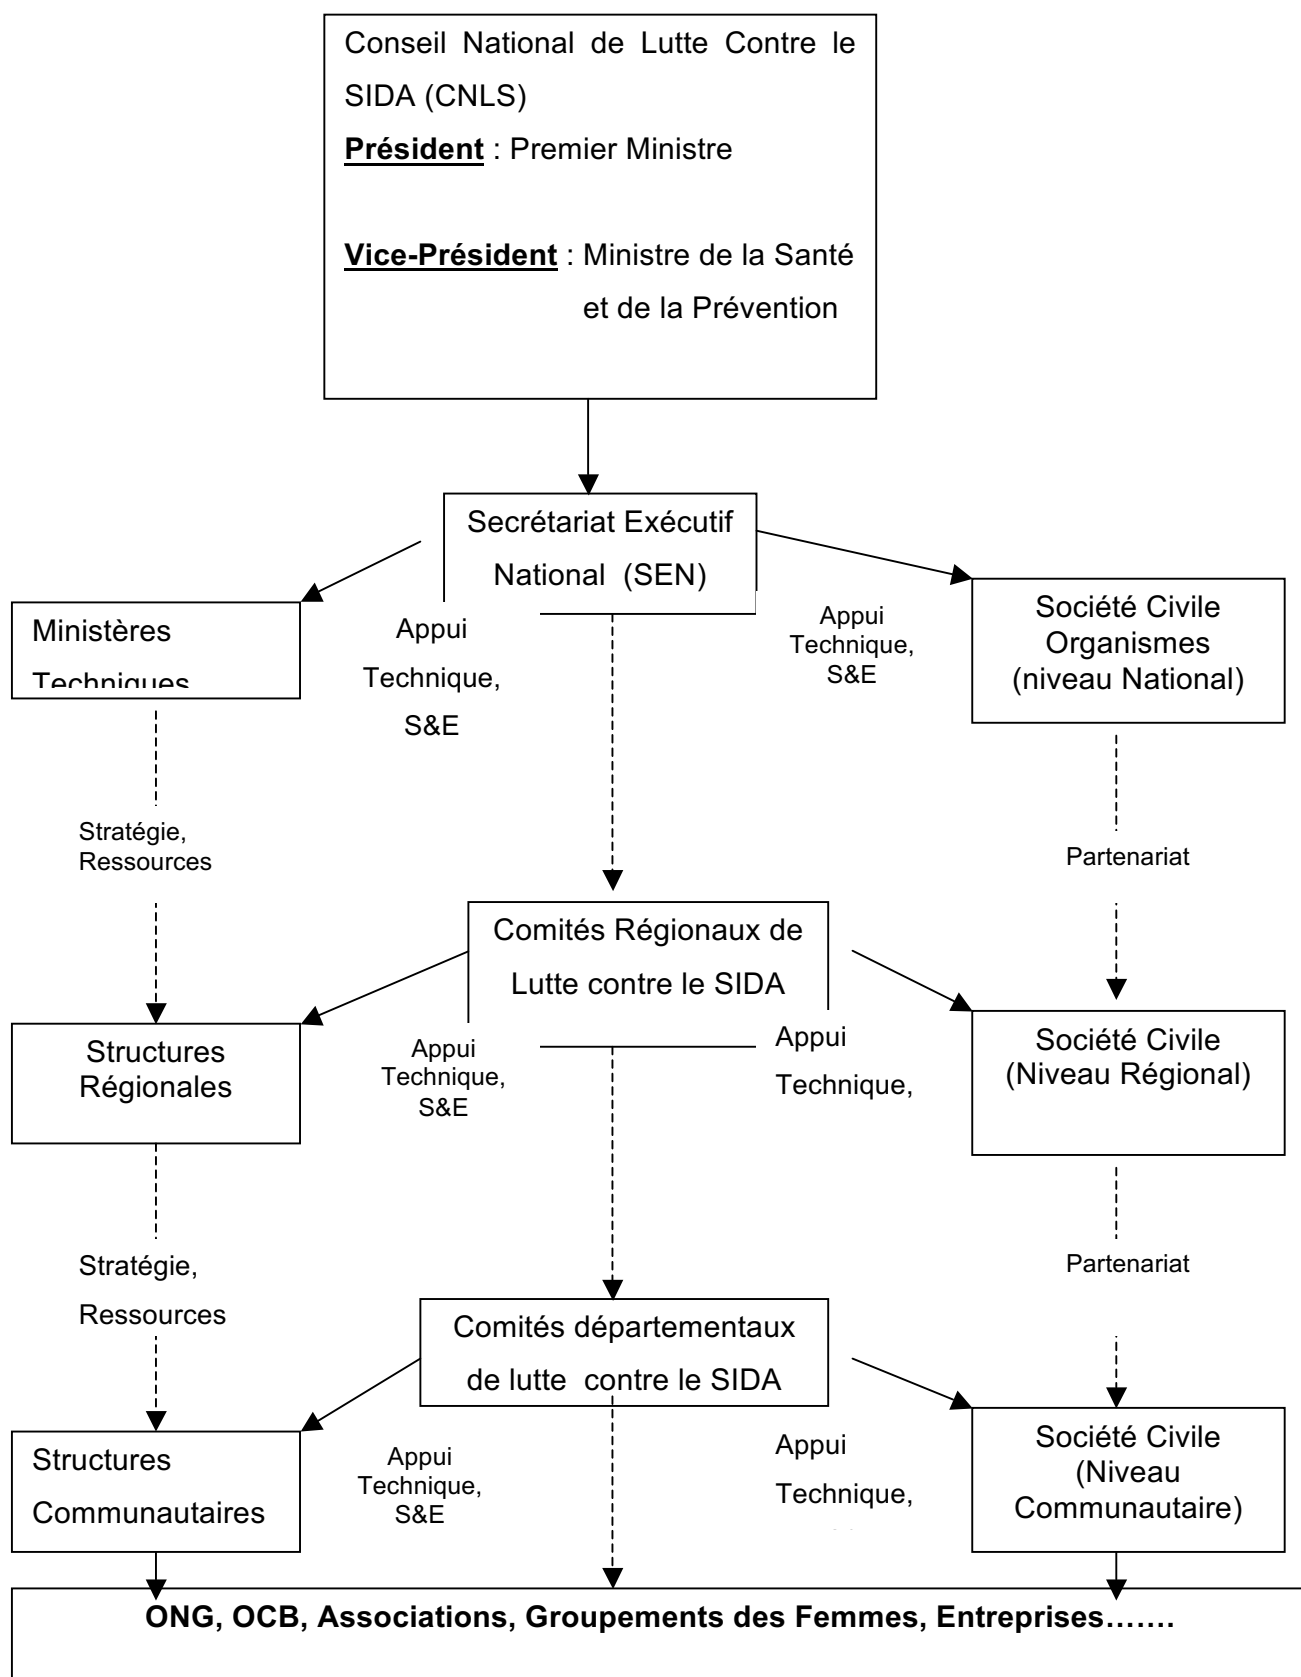 Conseil National de Lutte Contre le
SIDA (CNLS)
Président : Premier Ministre
Vice-Président : Ministre de la Santé
et de la Prévention
Secrétariat Exécutif
National (SEN)
Ministères
Techniques
Appui
Technique,
S&E
Appui
Technique,
S&E
Société Civile
Organismes
(niveau National)
Stratégie,
Ressources
Partenariat
Comités Régionaux de
Lutte contre le SIDA
Structures
Régionales
Appui
Technique,
S&E
Appui
Technique,
Société Civile
(Niveau Régional)
Stratégie,
Ressources
Partenariat
Comités départementaux
de lutte contre le SIDA
Structures
Communautaires
Appui
Technique,
S&E
Appui
Technique,
Société Civile
(Niveau
Communautaire)
ONG, OCB, Associations, Groupements des Femmes, Entreprises.......